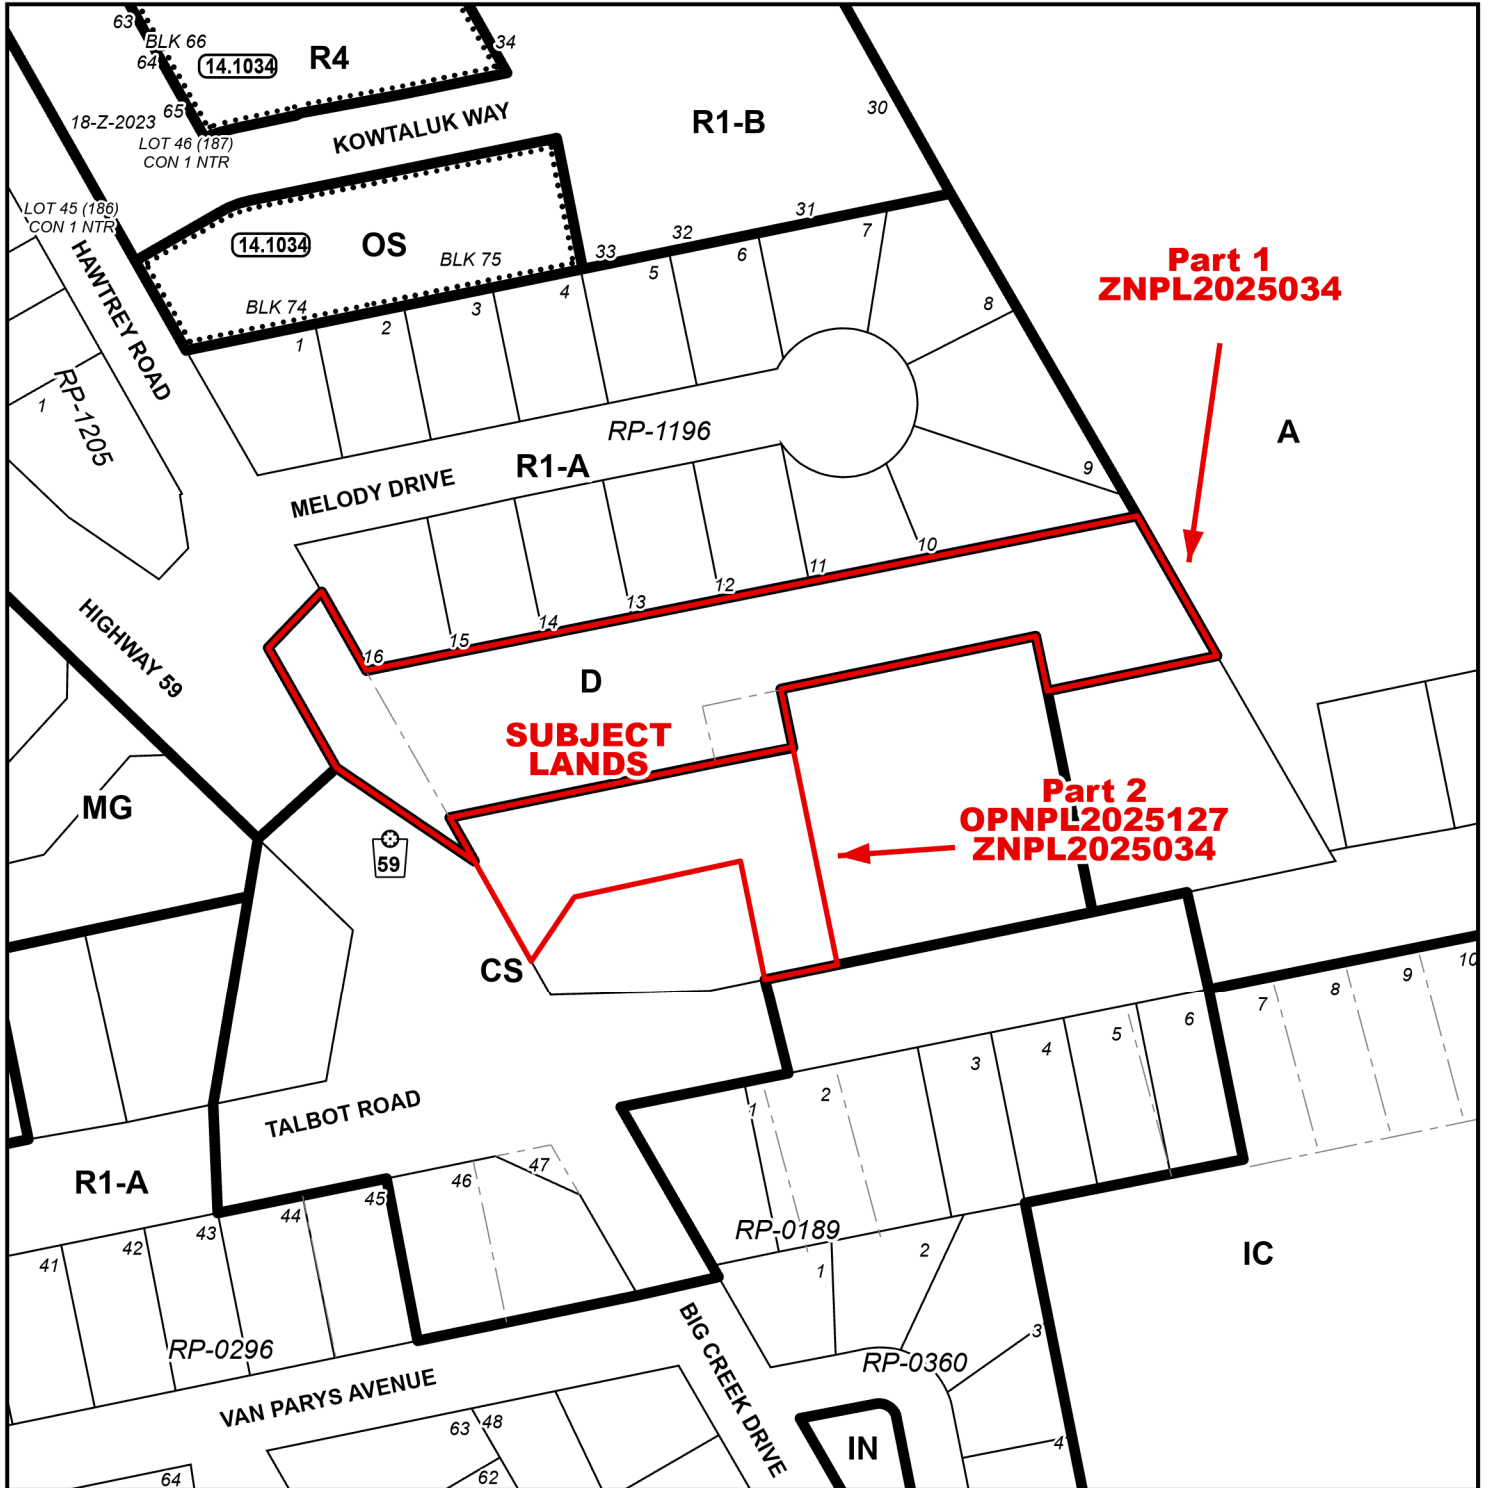 63
BLK 66
64
14.1034
R4
34
65
18-Z-2023
LOT 46 (187)
CON 1 NTR
KOWTALUK WAY
R1-B
30
LOT 45 (186)
CON 1 NTR
HAWTREY ROAD
14.1034
OS
BLK 75
BLK 74
33
32
31
1
2
3
4
5
6
7
8
9
Part 1
ZNPL2025034
A
RP-1205
1
RP-1196
R1-A
MELODY DRIVE
10
11
12
13
14
15
16
HIGHWAY 59
D
SUBJECT
LANDS
MG
59
Part 2
OPNPL2025127
ZNPL2025034
CS
TALBOT ROAD
R1-A
1
2
3
4
5
6
7
8
9
10
41
42
43
44
45
46
47
RP-0296
RP-0189
1
2
3
4
IC
VAN PARYS AVENUE
BIG CREEK DRIVE
RP-0360
IN
63
48
64
62